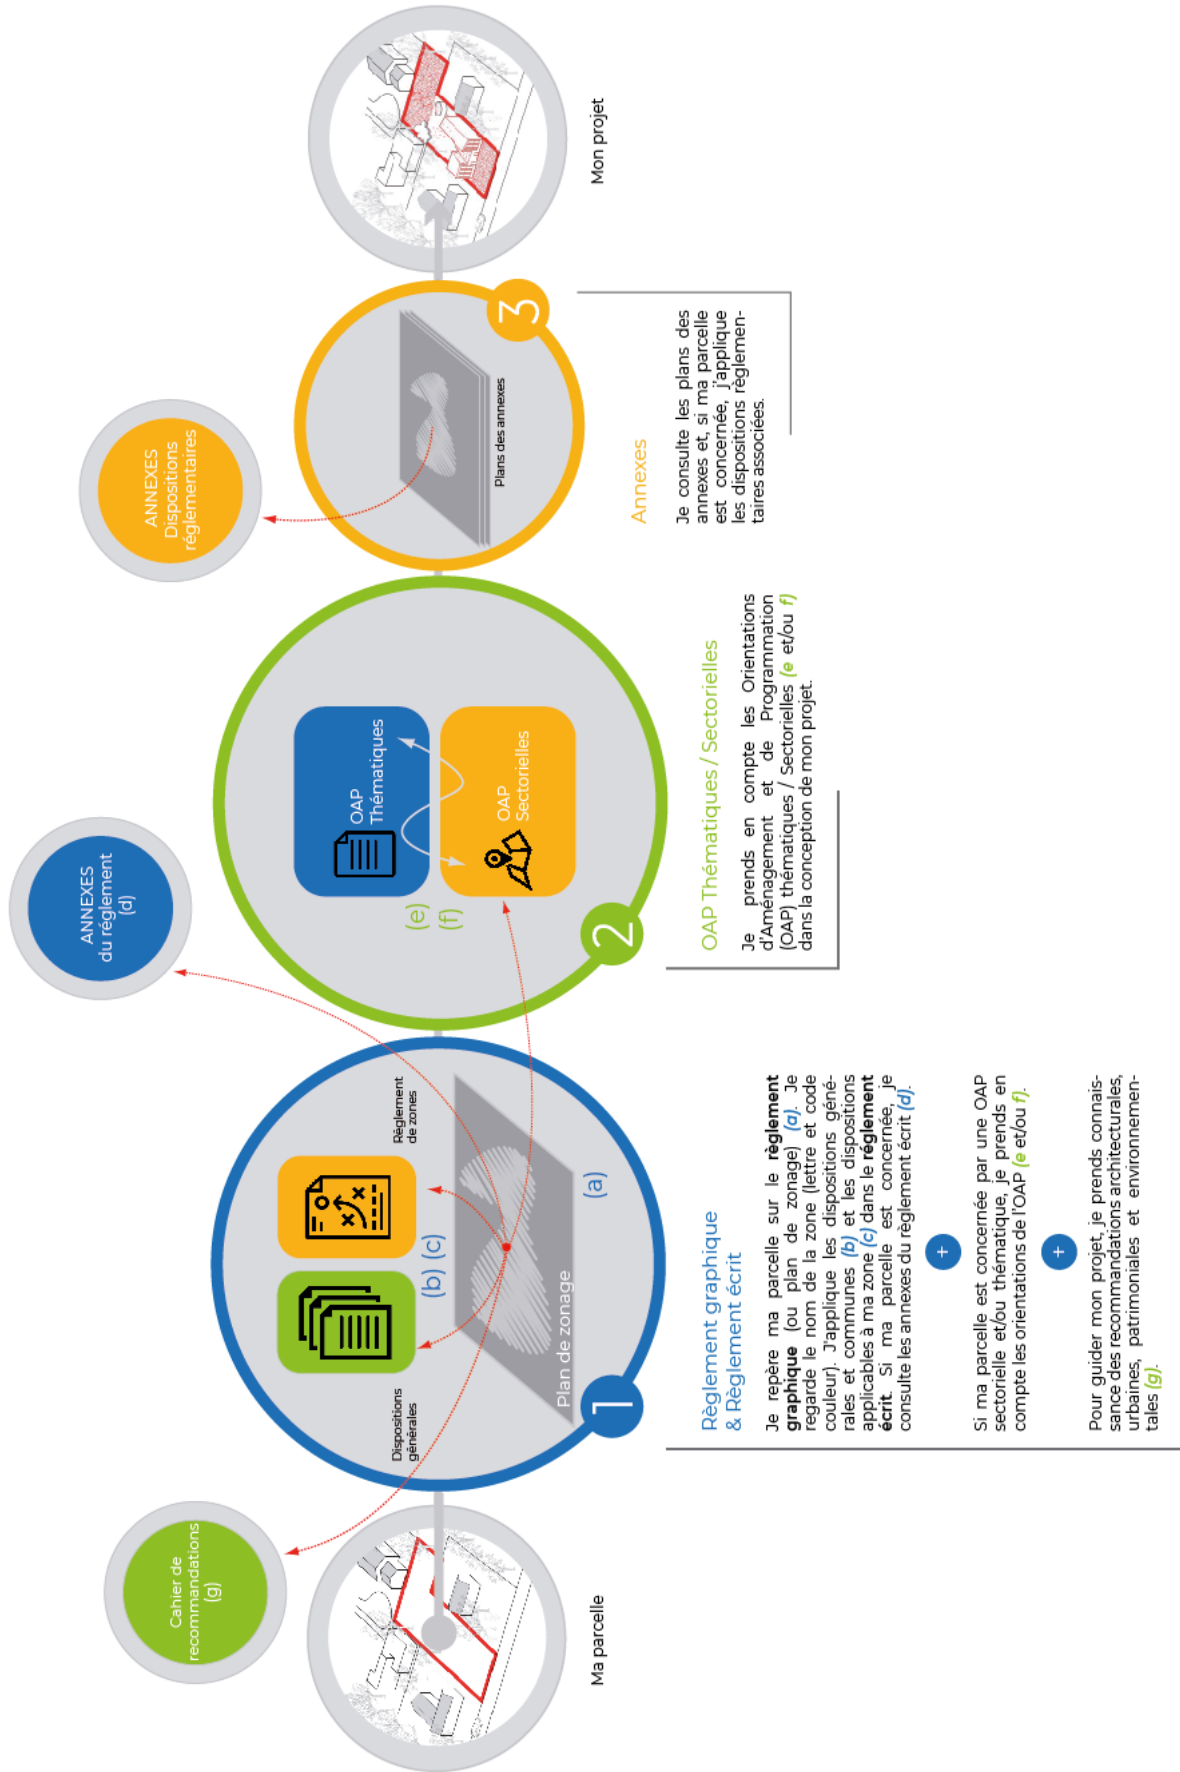 Cahier de
recommandations
(g)
ANNEXES
du réglement
(d)
ANNEXES
Dispositions
réglementaires
Ma parcelle
Dispositions
générales
Règlement
de zones
(b) (c)
Plan de zonage
(a)
1
OAP
Thématiques
(e)
(f)
OAP
Sectorielles
2
Plans des annexes
3
Mon projet
Règlement graphique
& Règlement écrit
Je repère ma parcelle sur le règlement
graphique (ou plan de zonage) (a). Je
regarde le nom de la zone (lettre et code
couleur). J'applique les dispositions géné-
rales et communes (b) et les dispositions
applicables à ma zone (c) dans le réglement
écrit. Si ma parcelle est concernée, je
consulte les annexes du règlement écrit (d).
+
Si ma parcelle est concernée par une OAP
sectorielle et/ou thématique, je prends en
compte les orientations de l'OAP (e et/ou f).
+
Pour guider mon projet, je prends connais-
sance des recommandations architecturales,
urbaines, patrimoniales et environnemen-
tales (g).
OAP Thématiques / Sectorielles
Je prends en compte les Orientations
d'Aménagement et de Programmation
(OAP) thématiques / Sectorielles (e et/ou f)
dans la conception de mon projet.
Annexes
Je consulte les plans des
annexes et, si ma parcelle
est concernée, j'applique
les dispositions règlemen-
taires associées.